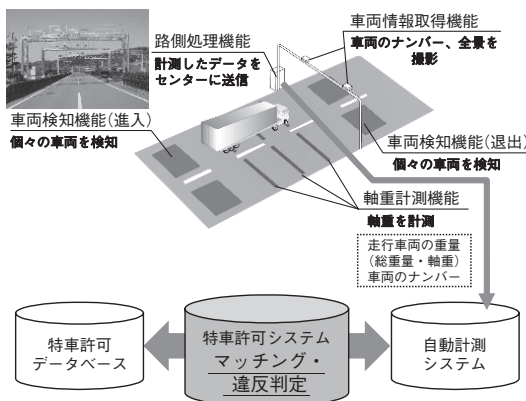 車両情報取得機能
車両のナンバー、全景を
撮影
路側処理機能
計測したデータを
センターに送信
車両検知機能(進入)
個々の車両を検知
車両検知機能(退出)
個々の車両を検知
軸重計測機能
軸重を計測
走行車両の重量
(総重量・軸重)
車両のナンバー
特車許可
データベース
特車許可システム
マッチング・
違反判定
自動計測
システム